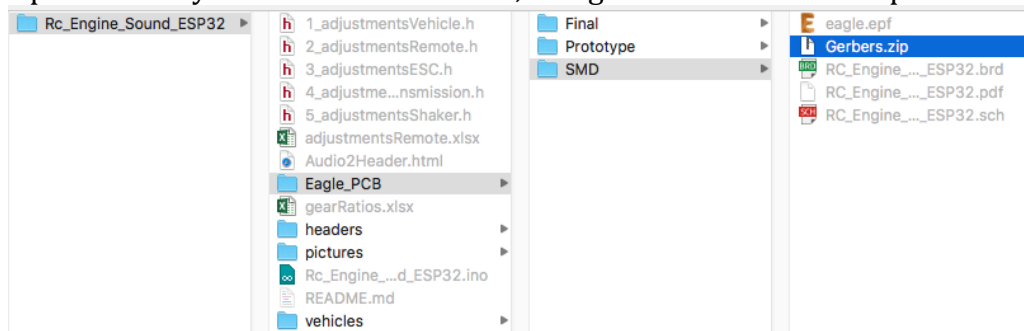 Rc_Engine_Sound_ESP32
1_adjustmentsVehicle.h
2_adjustmentsRemote.h
3_adjustmentsESC.h
4_adjustme...nsmission.h
5_adjustmentsShaker.h
adjustmentsRemote.xlsx
Audio2Header.html
Eagle_PCB
gearRatios.xlsx
headers
pictures
Rc_Engine_...d_ESP32.ino
README.md
vehicles
Final
Prototype
SMD
eagle.epf
Gerbers.zip
BRD
RC_Engine_..._ESP32.brd
RC_Engine_..._ESP32.pdf
SCH
RC_Engine_..._ESP32.sch